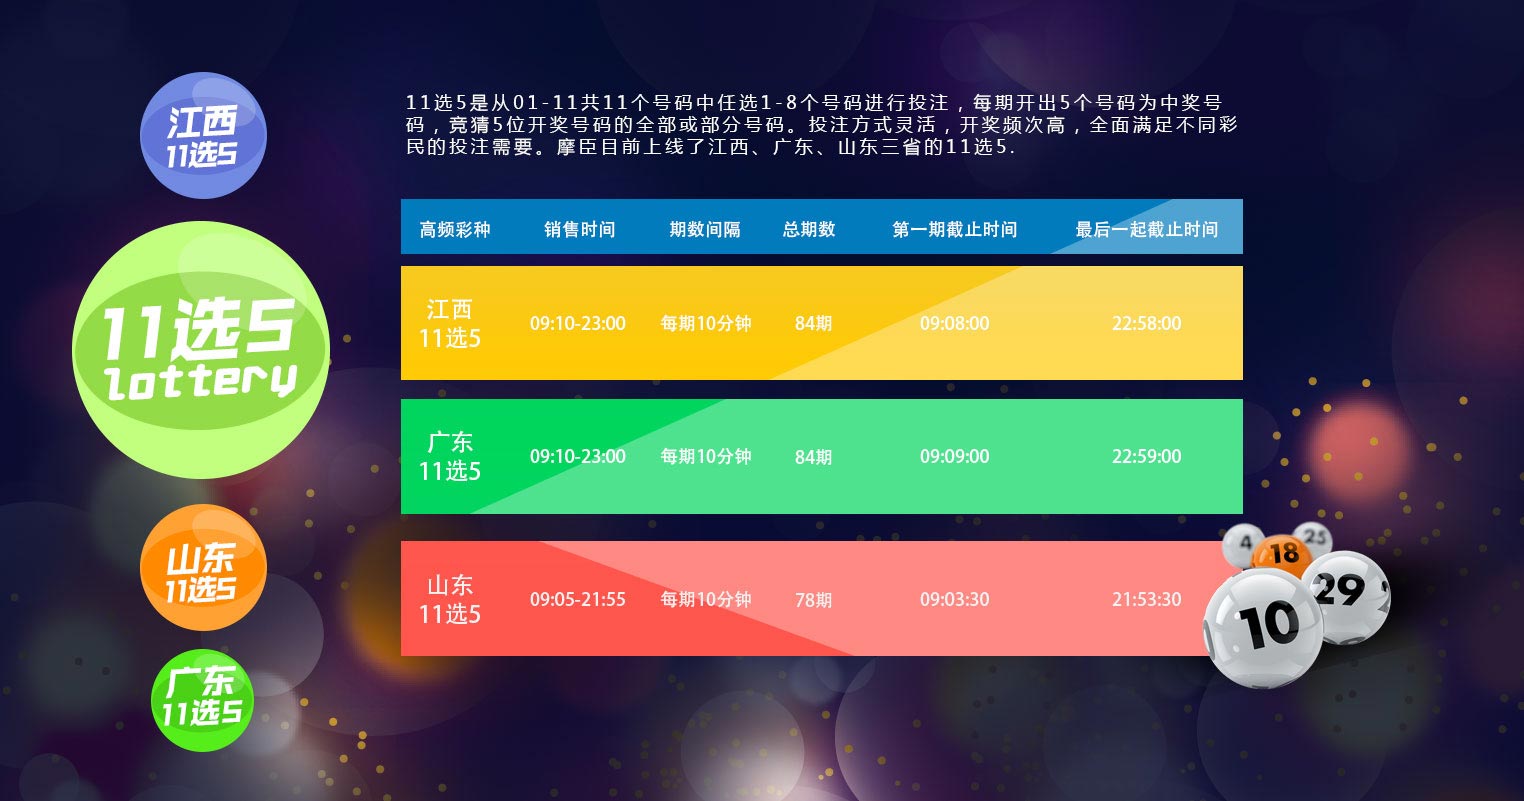 江西
11选5
11选5
lottery
山东
11选5
广东
11选5
11选5是从01-11共11个号码中任选1-8个号码进行投注，每期开出5个号码为中奖号
码，竞猜5位开奖号码的全部或部分号码。投注方式灵活，开奖频次高，全面满足不同彩
民的投注需要。摩臣目前上线了江西、广东、山东三省的11选5.
高频彩种 销售时间 期数间隔 总期数 第一期截止时间 最后一起截止时间
江西
11选5 09:10-23:00 每期10分钟 84期 09:08:00 22:58:00
广东
11选5 09:10-23:00 每期10分钟 84期 09:09:00 22:59:00
山东
11选5 09:05-21:55 每期10分钟 78期 09:03:30 21:53:30
4
18
25
10
29